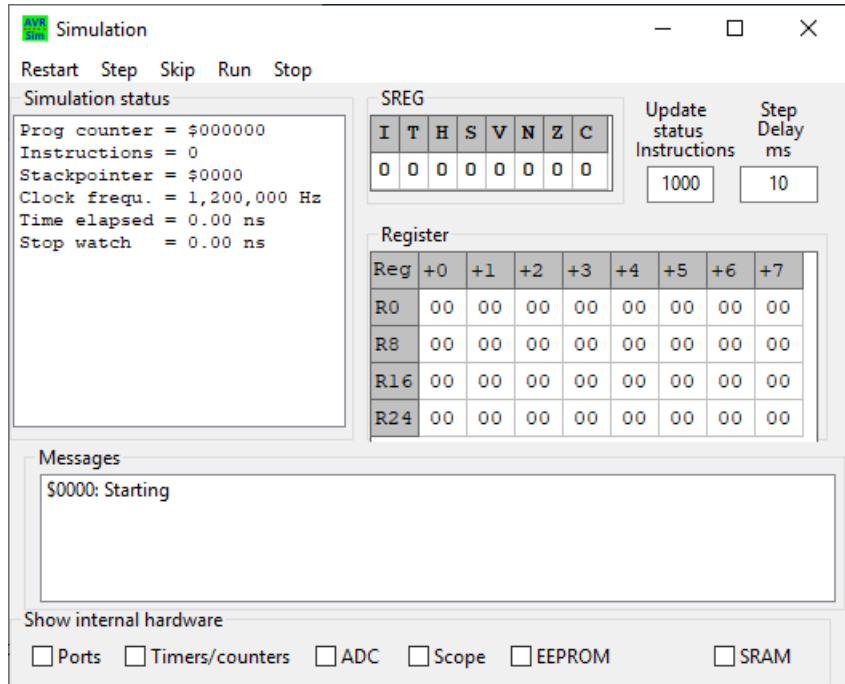 AVR
Sim
Simulation
Restart Step Skip Run Stop
Simulation status
Prog counter = $000000
Instructions = 0
Stackpointer = $0000
Clock frequ. = 1,200,000 Hz
Time elapsed = 0.00 ns
Stop watch = 0.00 ns
SREG
I T H S V N Z C
0 0 0 0 0 0 0 0
Update
status
Instructions
1000
Step
Delay
ms
10
Register
Reg +0 +1 +2 +3 +4 +5 +6 +7
R0 00 00 00 00 00 00 00 00
R8 00 00 00 00 00 00 00 00
R16 00 00 00 00 00 00 00 00
R24 00 00 00 00 00 00 00 00
Messages
$0000: Starting
Show internal hardware
Ports Timers/counters ADC Scope EEPROM SRAM